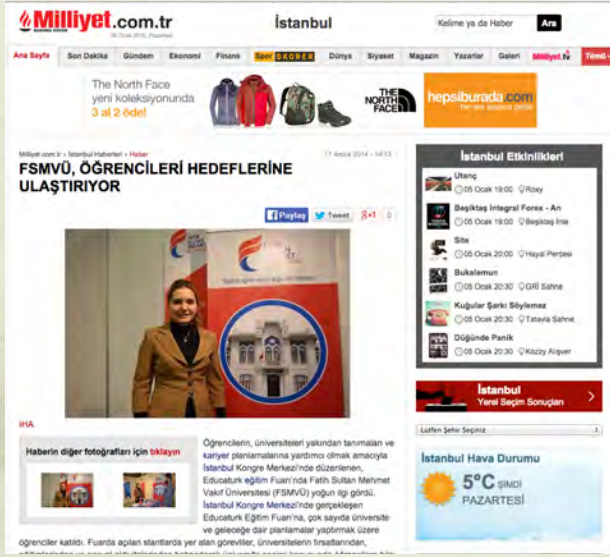 Milliyet.com.tr
İstanbul
Kelime ya da Haber
Ara
Ana Sayfa Son Dakika Gündem Ekonomi Finans Spor SKORER Dünya Siyaset Magazin Yazarlar Galeri Milliyet.tv Tümü
The North Face
yeni koleksiyonunda
3 al 2 öde!
THE
NORTH
FACE
hepsiburada.com
Milliyet.com.tr » İstanbul Haberleri » Haber
14:13
FSMVÜ, ÖĞRENCİLERİ HEDEFLERİNE
ULAŞTIRIYOR
Paylaş Tweet +1 0
IHA
Haberin diğer fotoğrafları için tıklayın
Öğrencilerin, üniversiteleri yakından tanımaları ve
kariyer planlamalarına yardımcı olmak amacıyla
İstanbul Kongre Merkezi'nde düzenlenen,
Educaturk eğitim Fuarı'nda Fatih Sultan Mehmet
Vakıf Üniversitesi (FSMVÜ) yoğun ilgi gördü.
İstanbul Kongre Merkezi'nde gerçekleşen
Educaturk Eğitim Fuarı'na, çok sayıda üniversite
ve geleceğe dair planlamalar yaptırmak üzere
öğrenciler katıldı. Fuarda açılan stantlarda yer alan görevliler, üniversitelerin fırsatlarından,
İstanbul Etkinlikleri
Utanç
05 Ocak 19:00 Roxy
Beşiktaş Integral Forex - An
05 Ocak 19:00 Beşiktaş İnte
Site
05 Ocak 20:00 Hayal Perdesi
Bukalemun
05 Ocak 20:30 GRİ Sahne
Kuğular Şarkı Söylemez
05 Ocak 20:30 Tatavla Sahne
Düğünde Panik
05 Ocak 20:30 Kozzy Alışver
İstanbul
Yerel Seçim Sonuçları
Lütfen Şehir Seçiniz
İstanbul Hava Durumu
5°C ŞİMDİ
PAZARTESİ